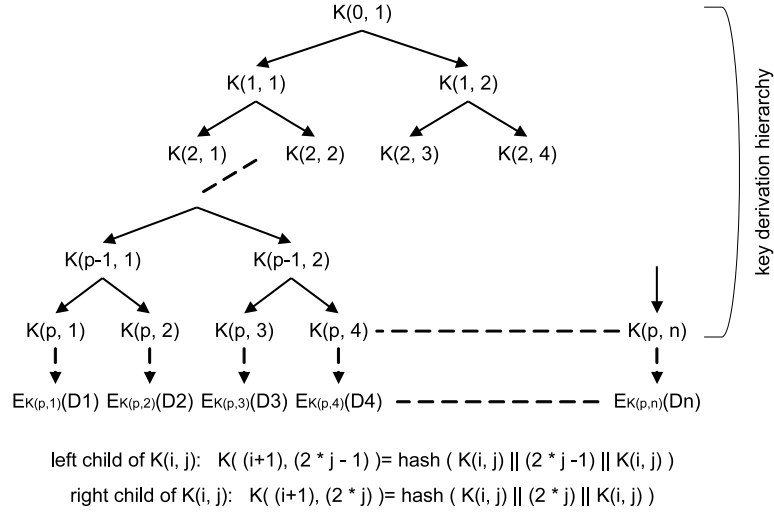 K(0, 1)
K(1, 1) K(1, 2)
K(2, 1) K(2, 2) K(2, 3) K(2, 4)
key derivation hierarchy
K(p-1, 1) K(p-1, 2)
K(p, 1) K(p, 2) K(p, 3) K(p, 4) K(p, n)
EK(p,1)(D1) EK(p,2)(D2) EK(p,3)(D3) EK(p,4)(D4) EK(p,n)(Dn)
left child of K(i, j): K( (i+1), (2 * j - 1) )= hash ( K(i, j) || (2 * j -1) || K(i, j) )
right child of K(i, j): K( (i+1), (2 * j) )= hash ( K(i, j) || (2 * j) || K(i, j) )